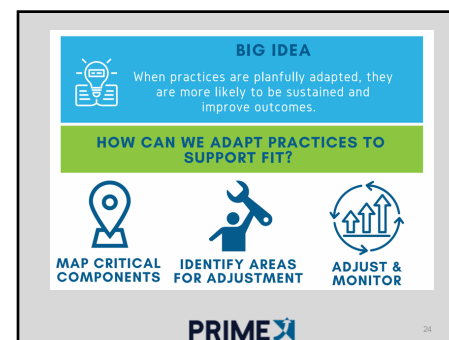 BIG IDEA
When practices are planfully adapted, they
are more likely to be sustained and
improve outcomes.
HOW CAN WE ADAPT PRACTICES TO
SUPPORT FIT?
MAP CRITICAL
COMPONENTS
IDENTIFY AREAS
FOR ADJUSTMENT
ADJUST &
MONITOR
PRIME
24